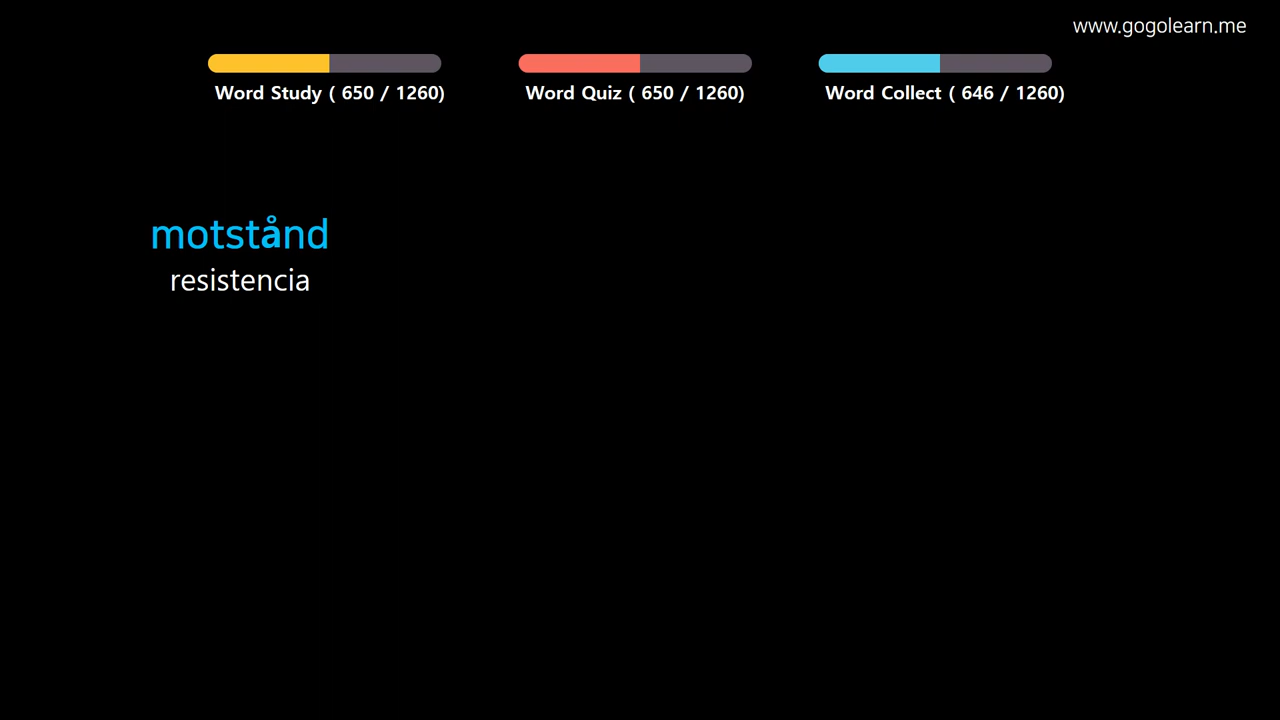 www.gogolearn.me
Word Study ( 650 / 1260)
Word Quiz ( 650 / 1260)
Word Collect ( 646 / 1260)
motstånd
resistencia